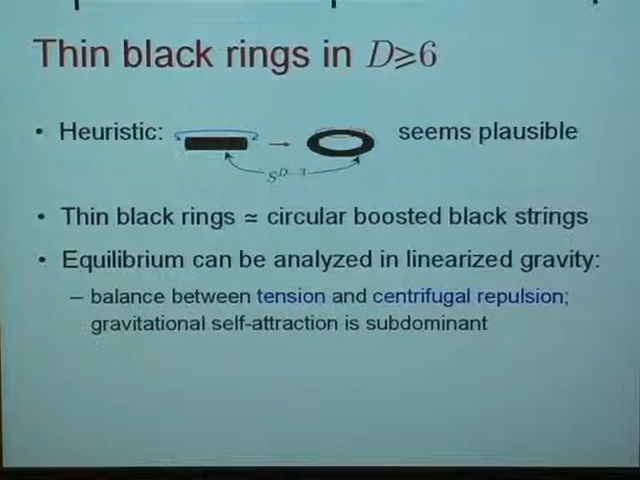 Thin black rings in D≥6
• Heuristic: → seems plausible
• Thin black rings ≃ circular boosted black strings
• Equilibrium can be analyzed in linearized gravity:
– balance between tension and centrifugal repulsion;
gravitational self-attraction is subdominant